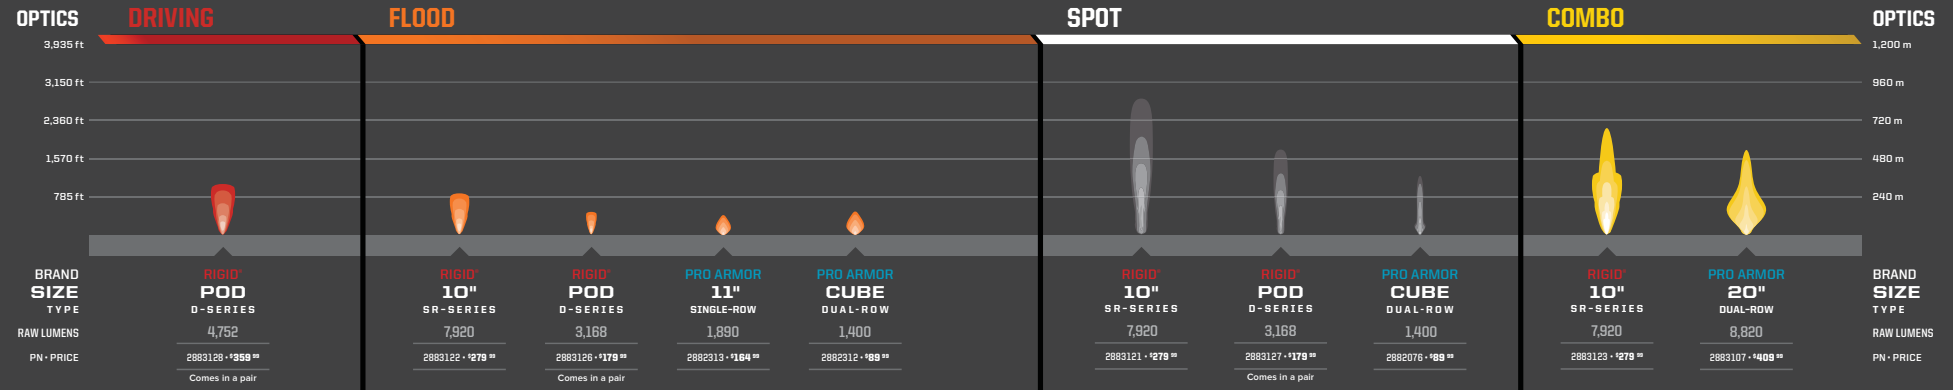 OPTICS DRIVING FLOOD SPOT COMBO OPTICS
3,935 ft 1,200 m
3,150 ft 960 m
2,360 ft 720 m
1,570 ft 480 m
785 ft 240 m
BRAND RIGID® RIGID® RIGID® PRO ARMOR PRO ARMOR RIGID® RIGID® PRO ARMOR RIGID® PRO ARMOR BRAND
SIZE POD 10" POD 11" CUBE 10" POD CUBE 10" 20" SIZE
TYPE D-SERIES SR-SERIES D-SERIES SINGLE-ROW DUAL-ROW SR-SERIES D-SERIES DUAL-ROW SR-SERIES DUAL-ROW TYPE
RAW LUMENS 4,752 7,920 3,168 1,890 1,400 7,920 3,168 1,400 7,920 8,820 RAW LUMENS
PN • PRICE 2883128 • $359 99 2883122 • $279 99 2883126 • $179 99 2882313 • $164 99 2882312 • $89 99 2883121 • $279 99 2883127 • $179 99 2882076 • $89 99 2883123 • $279 99 2883107 • $409 99 PN • PRICE
Comes in a pair Comes in a pair Comes in a pair